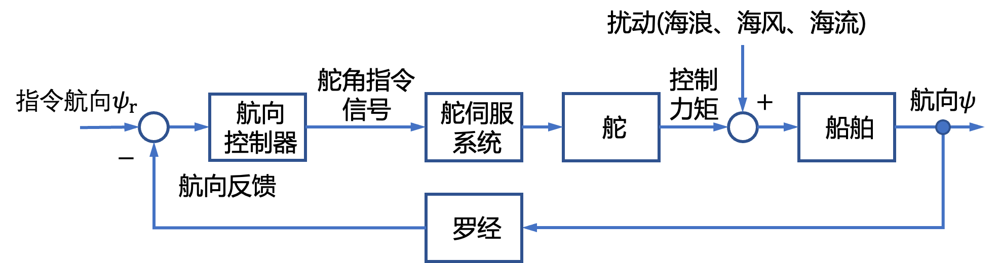 扰动(海浪、海风、海流)
指令航向ψr
−
航向
控制器
舵角指令
信号
舵伺服
系统
舵
控制
力矩
+
船舶
航向ψ
航向反馈
罗经